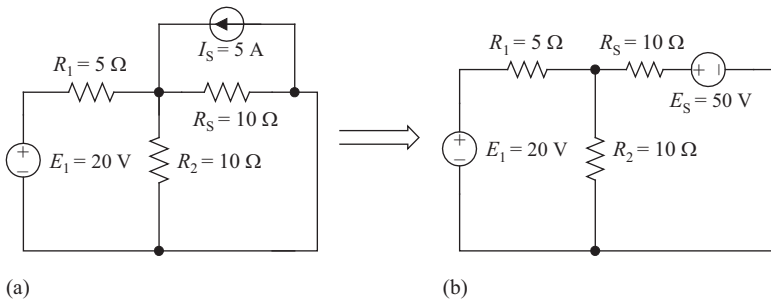 I_S = 5 A
R_1 = 5 Ω
R_S = 10 Ω
+
−
E_1 = 20 V
R_2 = 10 Ω
(a)
R_1 = 5 Ω
R_S = 10 Ω
+ −
E_S = 50 V
+
−
E_1 = 20 V
R_2 = 10 Ω
(b)